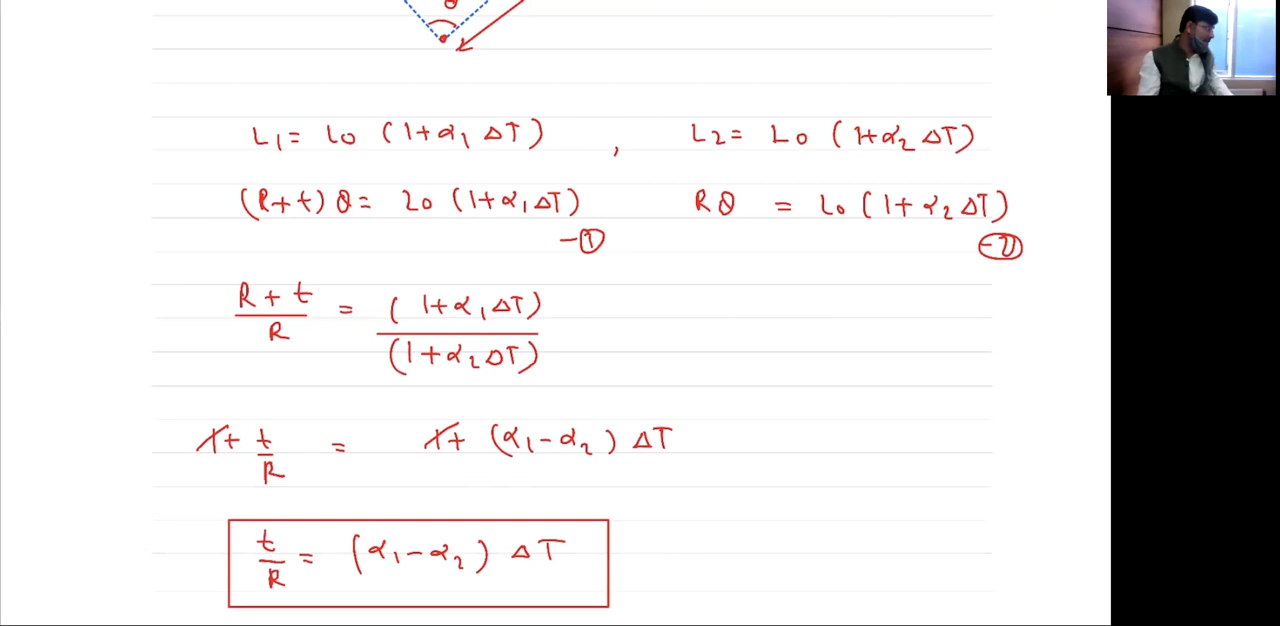 θ
L₁ = L₀ (1+α₁ ΔT) , L₂ = L₀ (1+α₂ ΔT)
(R+t) θ = L₀ (1+α₁ΔT) Rθ = L₀ (1+α₂ΔT)
-① -②
(R+t)/R = (1+α₁ΔT)/(1+α₂ΔT)
1+ t/R = 1+ (α₁-α₂) ΔT
t/R = (α₁-α₂) ΔT